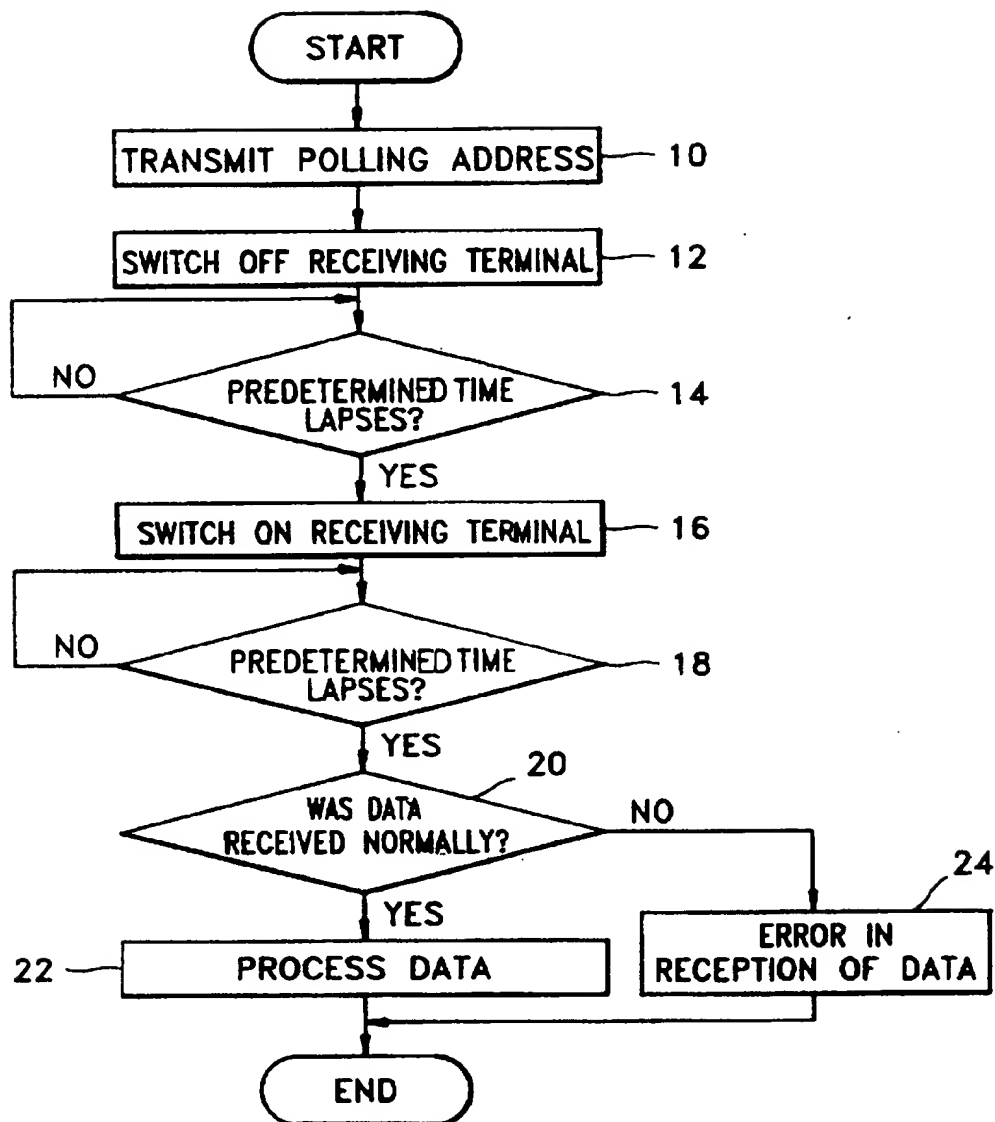 START
TRANSMIT POLLING ADDRESS
10
SWITCH OFF RECEIVING TERMINAL
12
NO
PREDETERMINED TIME
LAPSES?
14
YES
SWITCH ON RECEIVING TERMINAL
16
NO
PREDETERMINED TIME
LAPSES?
18
YES
20
WAS DATA
RECEIVED NORMALLY?
NO
YES
24
ERROR IN
RECEPTION OF DATA
22
PROCESS DATA
END